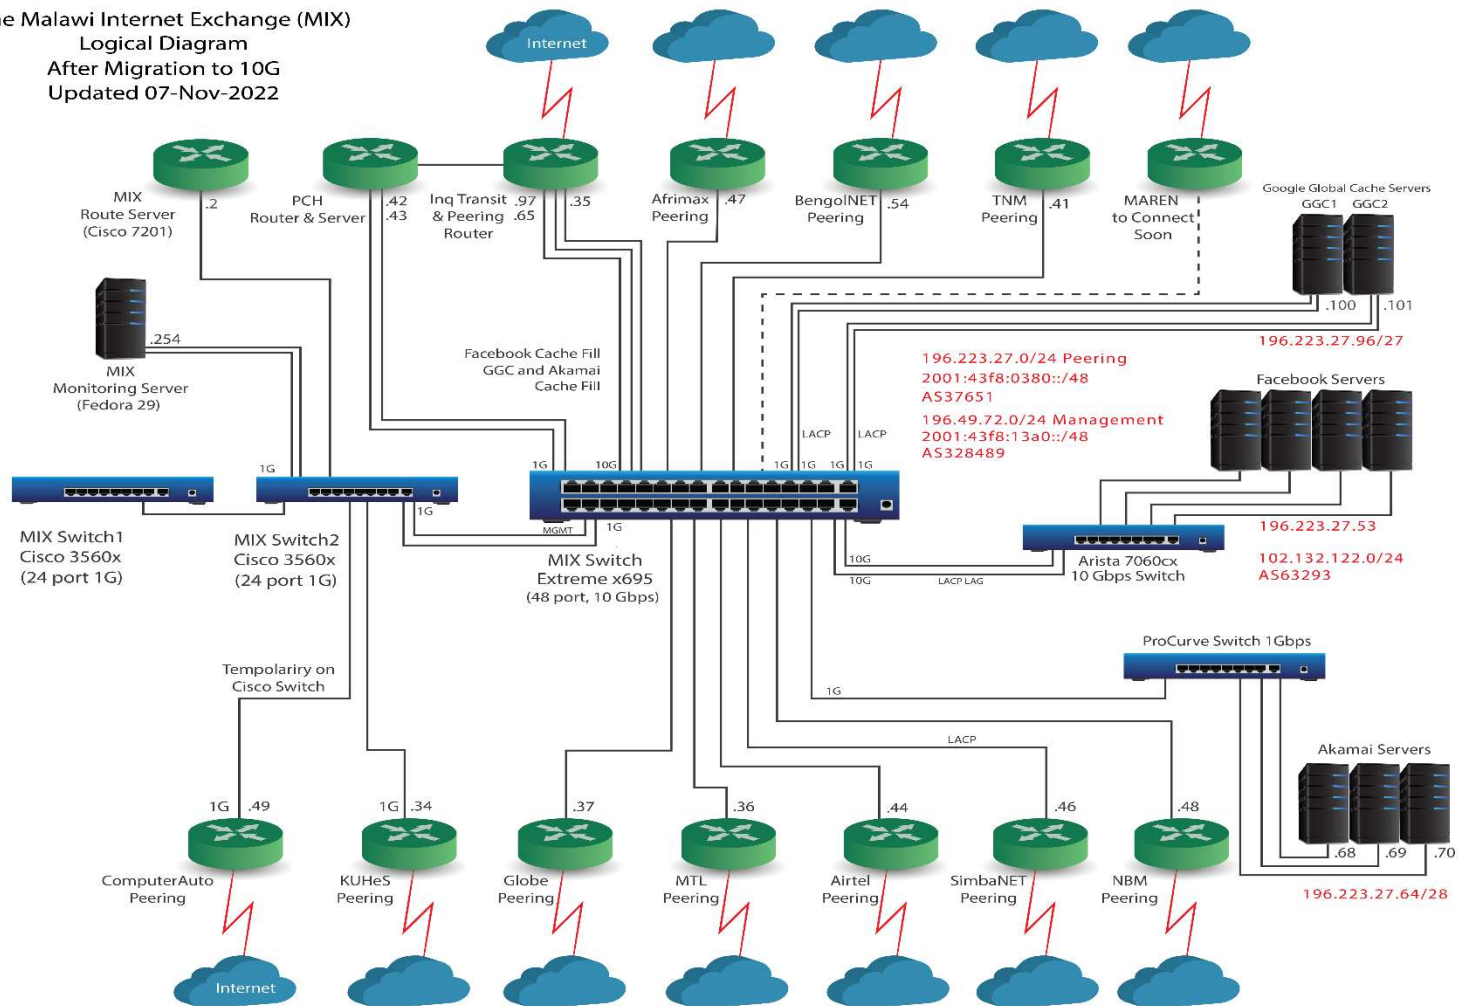 he Malawi Internet Exchange (MIX)
Logical Diagram
After Migration to 10G
Updated 07-Nov-2022
Internet
MIX
Route Server
(Cisco 7201)
.2
PCH
Router & Server
.42
.43
Inq Transit
& Peering
Router
.97
.65
.35
Afrimax
Peering
.47
BengolNET
Peering
.54
TNM
Peering
.41
MAREN
to Connect
Soon
Google Global Cache Servers
GGC1
GGC2
.100
.101
196.223.27.96/27
MIX
Monitoring Server
(Fedora 29)
.254
Facebook Cache Fill
GGC and Akamai
Cache Fill
196.223.27.0/24 Peering
2001:43f8:0380::/48
AS37651
196.49.72.0/24 Management
2001:43f8:13a0::/48
AS328489
Facebook Servers
LACP
LACP
1G
10G
1G
1G
1G
1G
1G
1G
MGMT
1G
MIX Switch1
Cisco 3560x
(24 port 1G)
MIX Switch2
Cisco 3560x
(24 port 1G)
MIX Switch
Extreme x695
(48 port, 10 Gbps)
10G
10G
LACP LAG
Arista 7060cx
10 Gbps Switch
196.223.27.53
102.132.122.0/24
AS63293
ProCurve Switch 1Gbps
1G
Tempolariry on
Cisco Switch
LACP
Akamai Servers
.68
.69
.70
196.223.27.64/28
1G
.49
1G
.34
.37
.36
.44
.46
.48
ComputerAuto
Peering
KUHeS
Peering
Globe
Peering
MTL
Peering
Airtel
Peering
SimbaNET
Peering
NBM
Peering
Internet